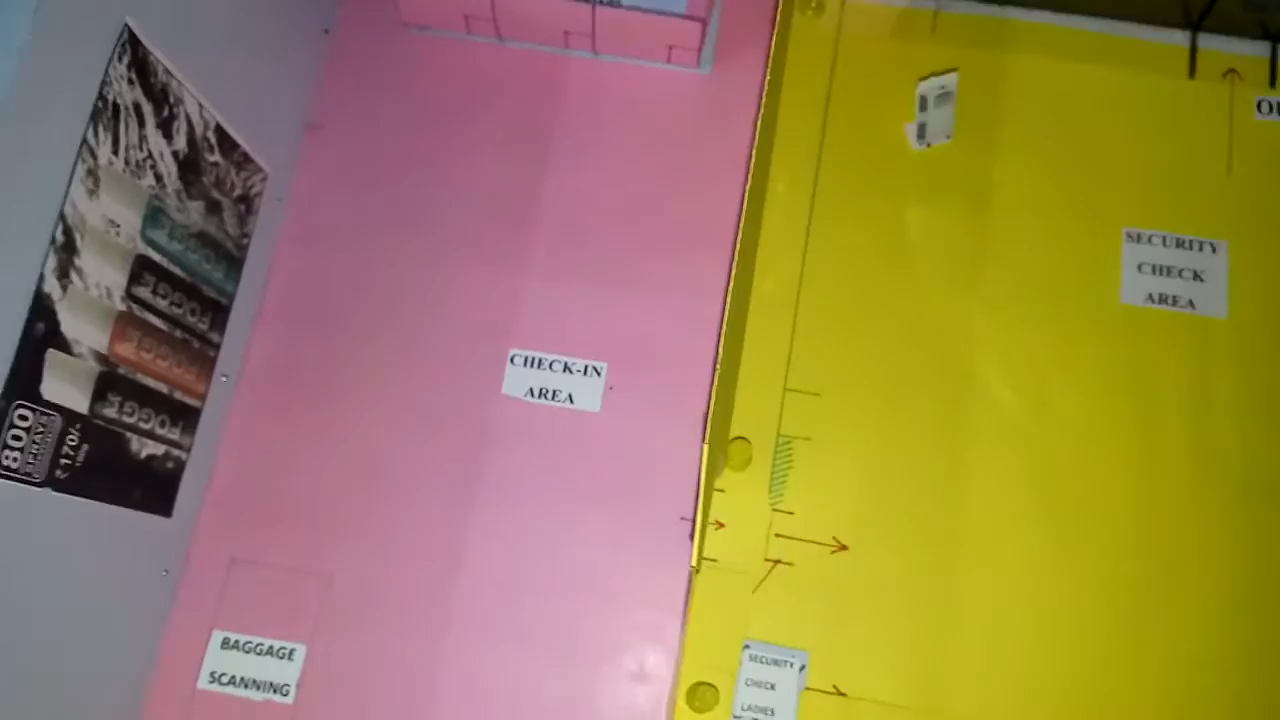 FOGG
FOGG
FOGG
FOGG
800
SPRAYS
₹170/-
CHECK-IN
AREA
BAGGAGE
SCANNING
SECURITY
CHECK
AREA
SECURITY
CHECK
LADIES